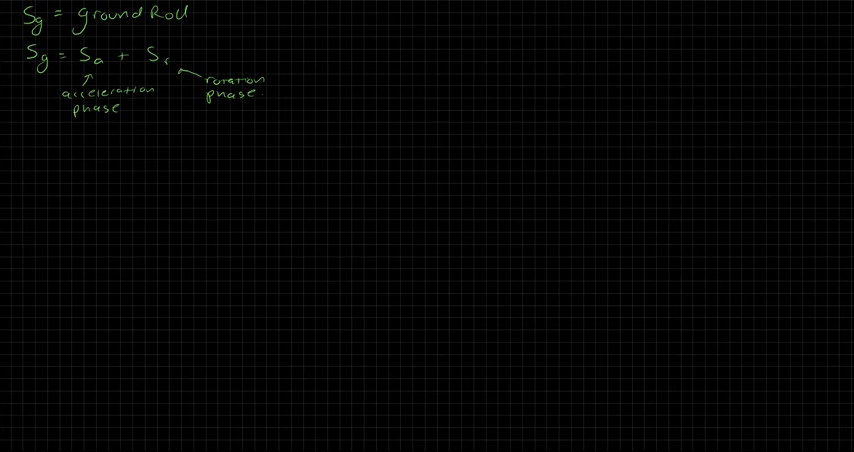 Sg = ground Roll
Sg = Sa + Sr
acceleration phase
rotation phase